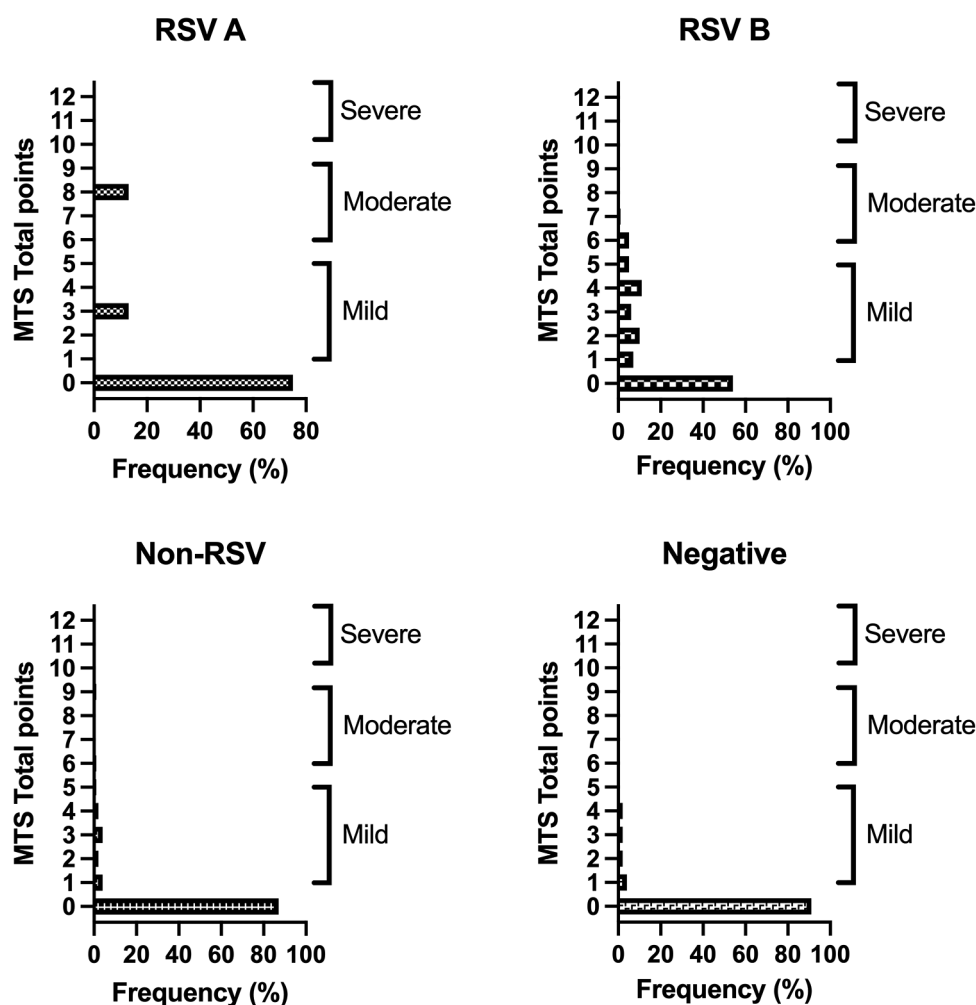 RSV A
12
11
10
9
8
7
6
5
4
3
2
1
0
MTS Total points
Severe
Moderate
Mild
0 20 40 60 80
Frequency (%)
RSV B
12
11
10
9
8
7
6
5
4
3
2
1
0
MTS Total points
Severe
Moderate
Mild
0 20 40 60 80 100
Frequency (%)
Non-RSV
12
11
10
9
8
7
6
5
4
3
2
1
0
MTS Total points
Severe
Moderate
Mild
0 20 40 60 80 100
Frequency (%)
Negative
12
11
10
9
8
7
6
5
4
3
2
1
0
MTS Total points
Severe
Moderate
Mild
0 20 40 60 80 100
Frequency (%)